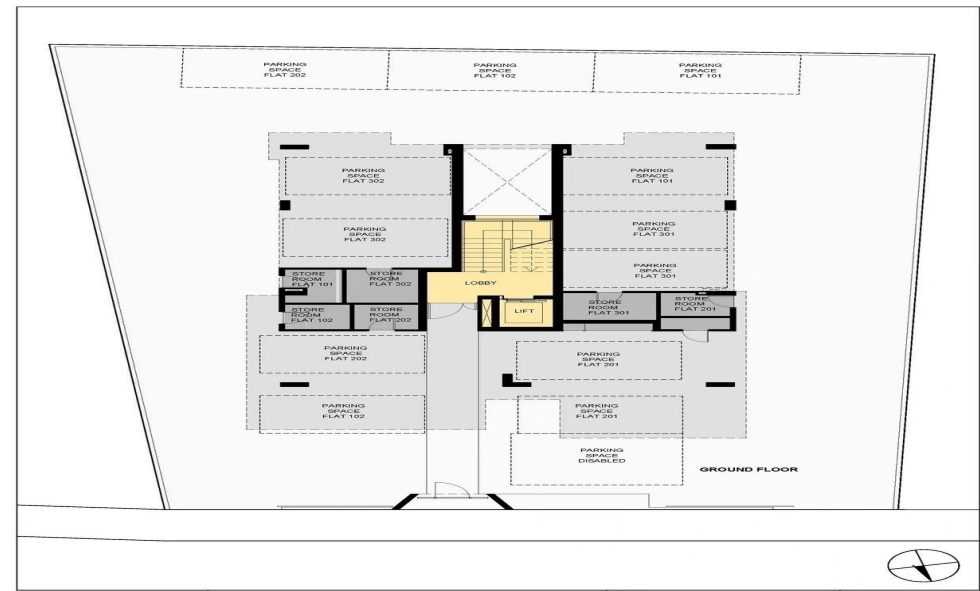 PARKING
SPACE
FLAT 202
PARKING
SPACE
FLAT 102
PARKING
SPACE
FLAT 101
PARKING
SPACE
FLAT 302
PARKING
SPACE
FLAT 101
PARKING
SPACE
FLAT 302
PARKING
SPACE
FLAT 301
PARKING
SPACE
FLAT 301
STORE
ROOM
FLAT 101
STORE
ROOM
FLAT 302
LOBBY
STORE
ROOM
FLAT 102
STORE
ROOM
FLAT 202
LIFT
STORE
ROOM
FLAT 301
STORE
ROOM
FLAT 201
PARKING
SPACE
FLAT 202
PARKING
SPACE
FLAT 201
PARKING
SPACE
FLAT 102
PARKING
SPACE
FLAT 201
PARKING
SPACE
DISABLED
GROUND FLOOR